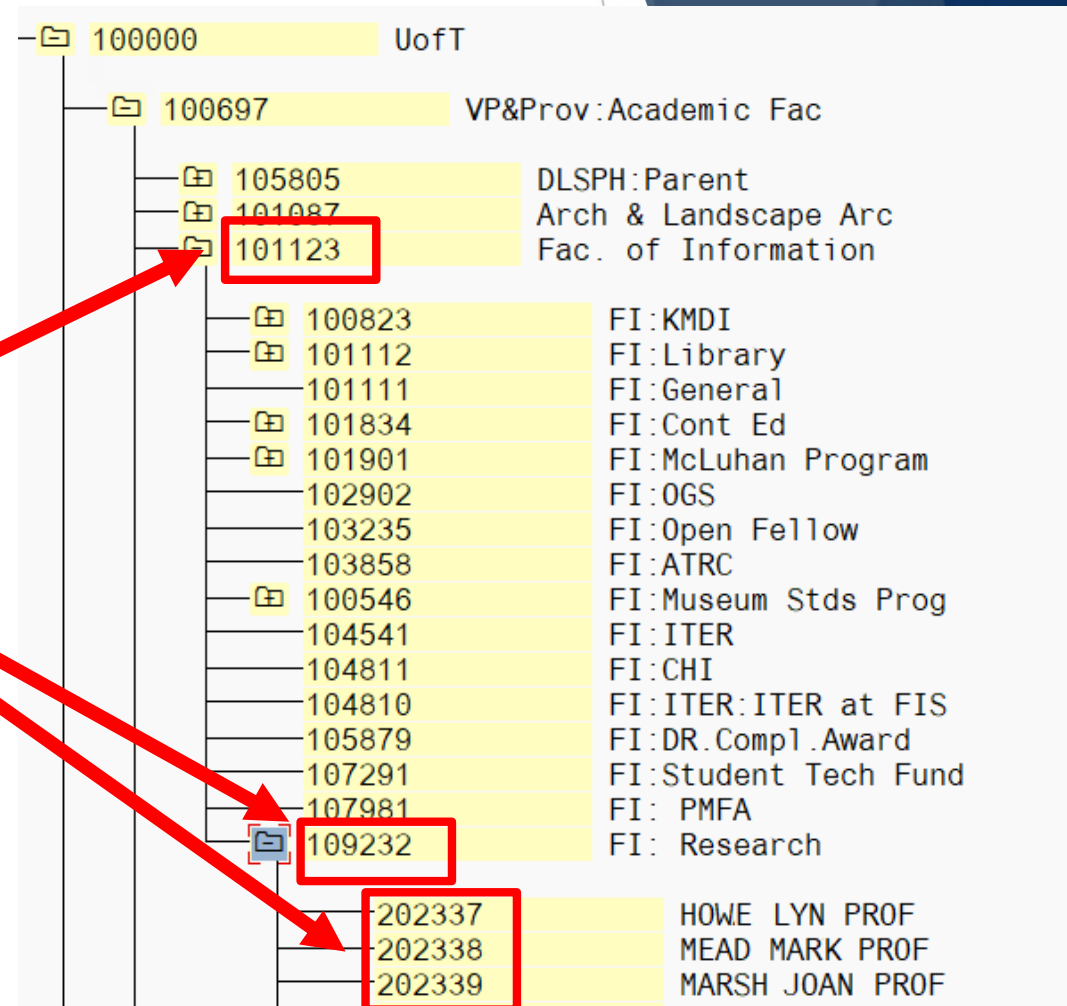 100000 UofT
100697 VP&Prov:Academic Fac
105805 DLSPH:Parent
101087 Arch & Landscape Arc
101123 Fac. of Information
100823 FI:KMDI
101112 FI:Library
101111 FI:General
101834 FI:Cont Ed
101901 FI:McLuhan Program
102902 FI:OGS
103235 FI:Open Fellow
103858 FI:ATRC
100546 FI:Museum Stds Prog
104541 FI:ITER
104811 FI:CHI
104810 FI:ITER:ITER at FIS
105879 FI:DR.Compl.Award
107291 FI:Student Tech Fund
107981 FI: PMFA
109232 FI: Research
202337 HOWE LYN PROF
202338 MEAD MARK PROF
202339 MARSH JOAN PROF